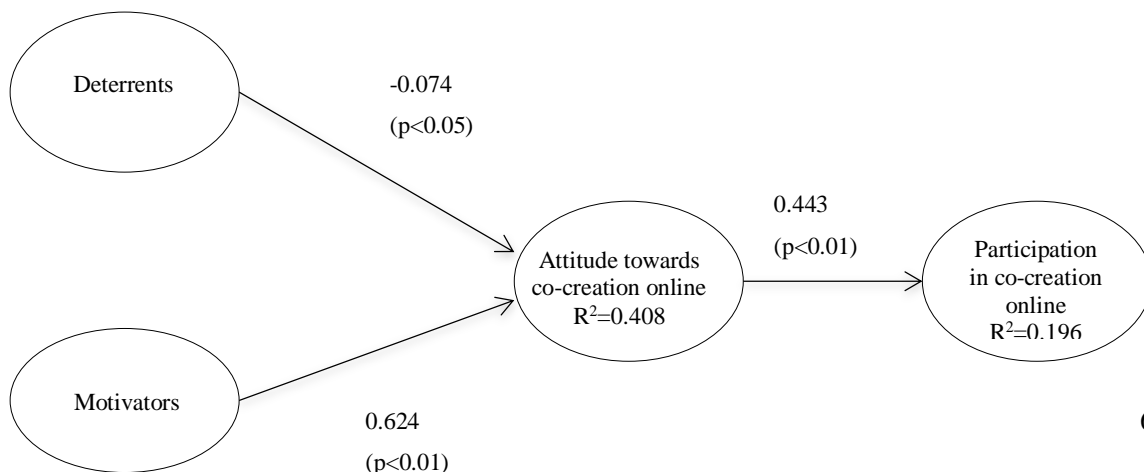 Deterrents
-0.074
(p<0.05)
0.443
(p<0.01)
Attitude towards
co-creation online
R²=0.408
Participation
in co-creation
online
R²=0.196
Motivators
0.624
(p<0.01)